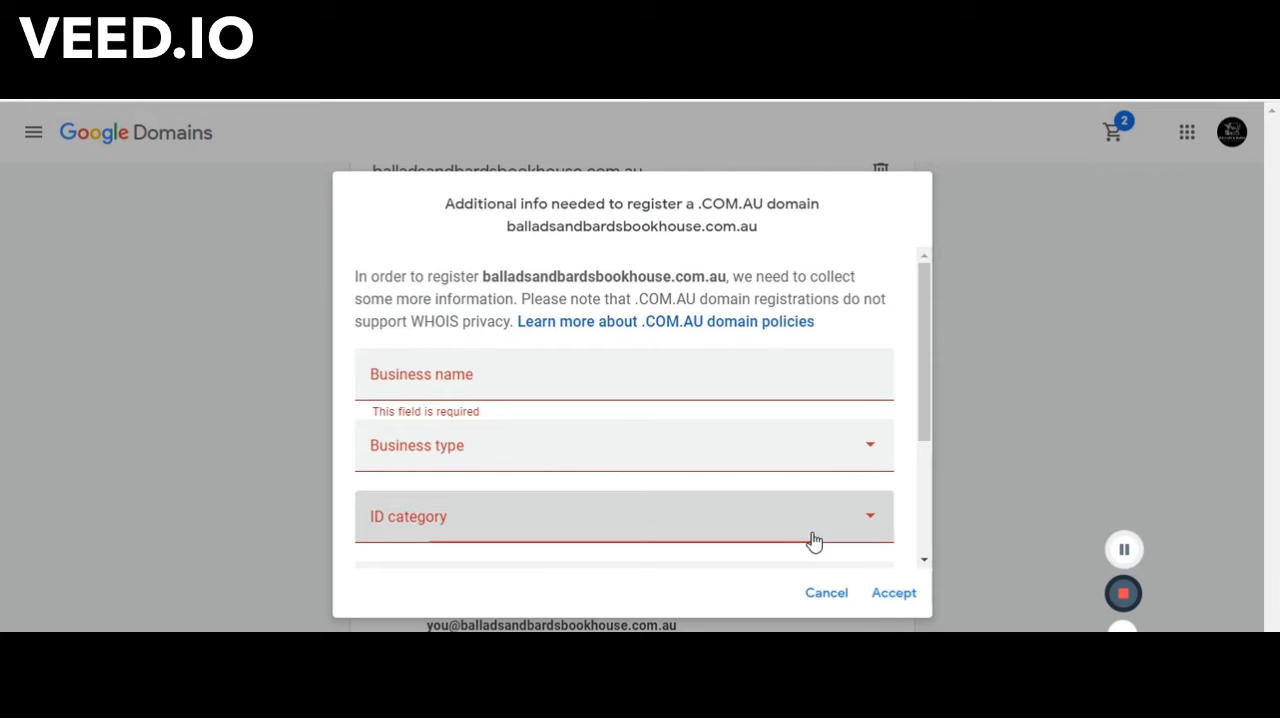 VEED.IO
Google Domains
2
balladsandbardsbookhouse.com.au
Additional info needed to register a .COM.AU domain
balladsandbardsbookhouse.com.au
In order to register balladsandbardsbookhouse.com.au, we need to collect
some more information. Please note that .COM.AU domain registrations do not
support WHOIS privacy. Learn more about .COM.AU domain policies
Business name
This field is required
Business type
ID category
Cancel
Accept
you@balladsandbardsbookhouse.com.au